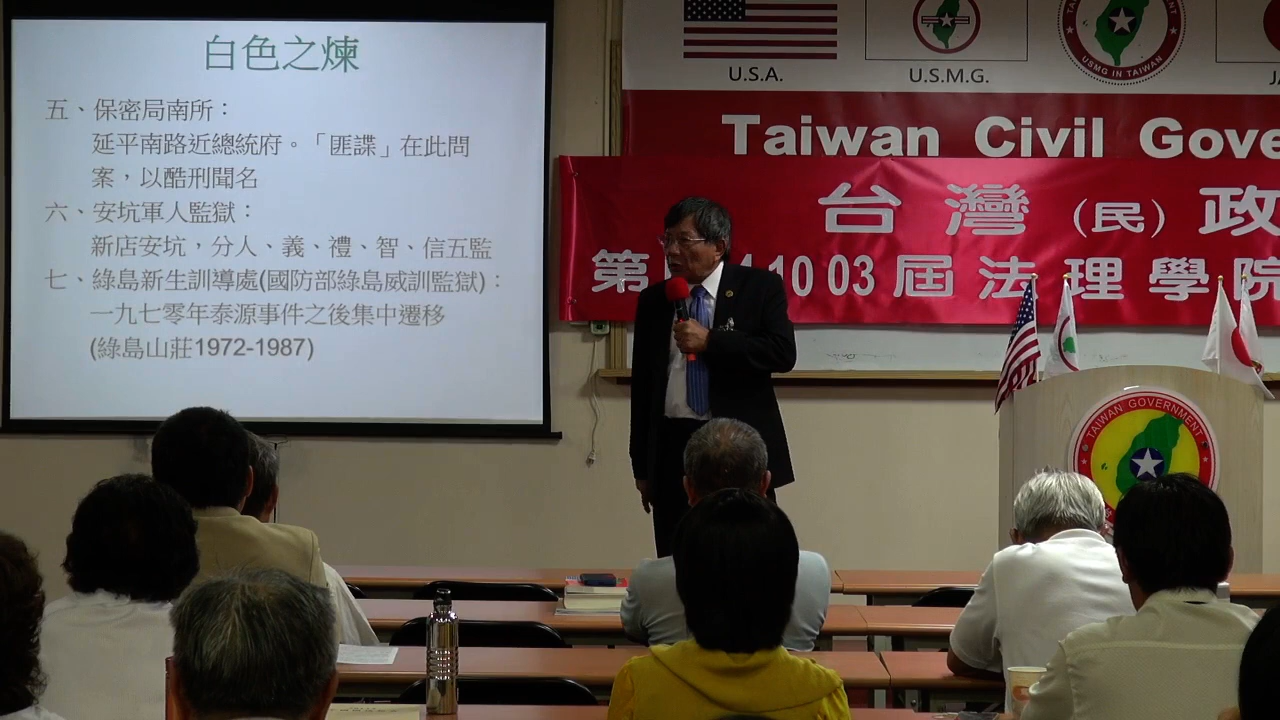 白色之煉
五、保密局南所：
延平南路近總統府。「匪諜」在此問
案，以酷刑聞名
六、安坑軍人監獄：
新店安坑，分人、義、禮、智、信五監
七、綠島新生訓導處(國防部綠島威訓監獄)：
一九七零年泰源事件之後集中遷移
(綠島山莊1972-1987)
U.S.A.
U.S.M.G.
USMG IN TAIWAN
JA
Taiwan Civil Gove
台灣（民）政
第 10 03 屆法理學院
TAIWAN GOVERNMENT